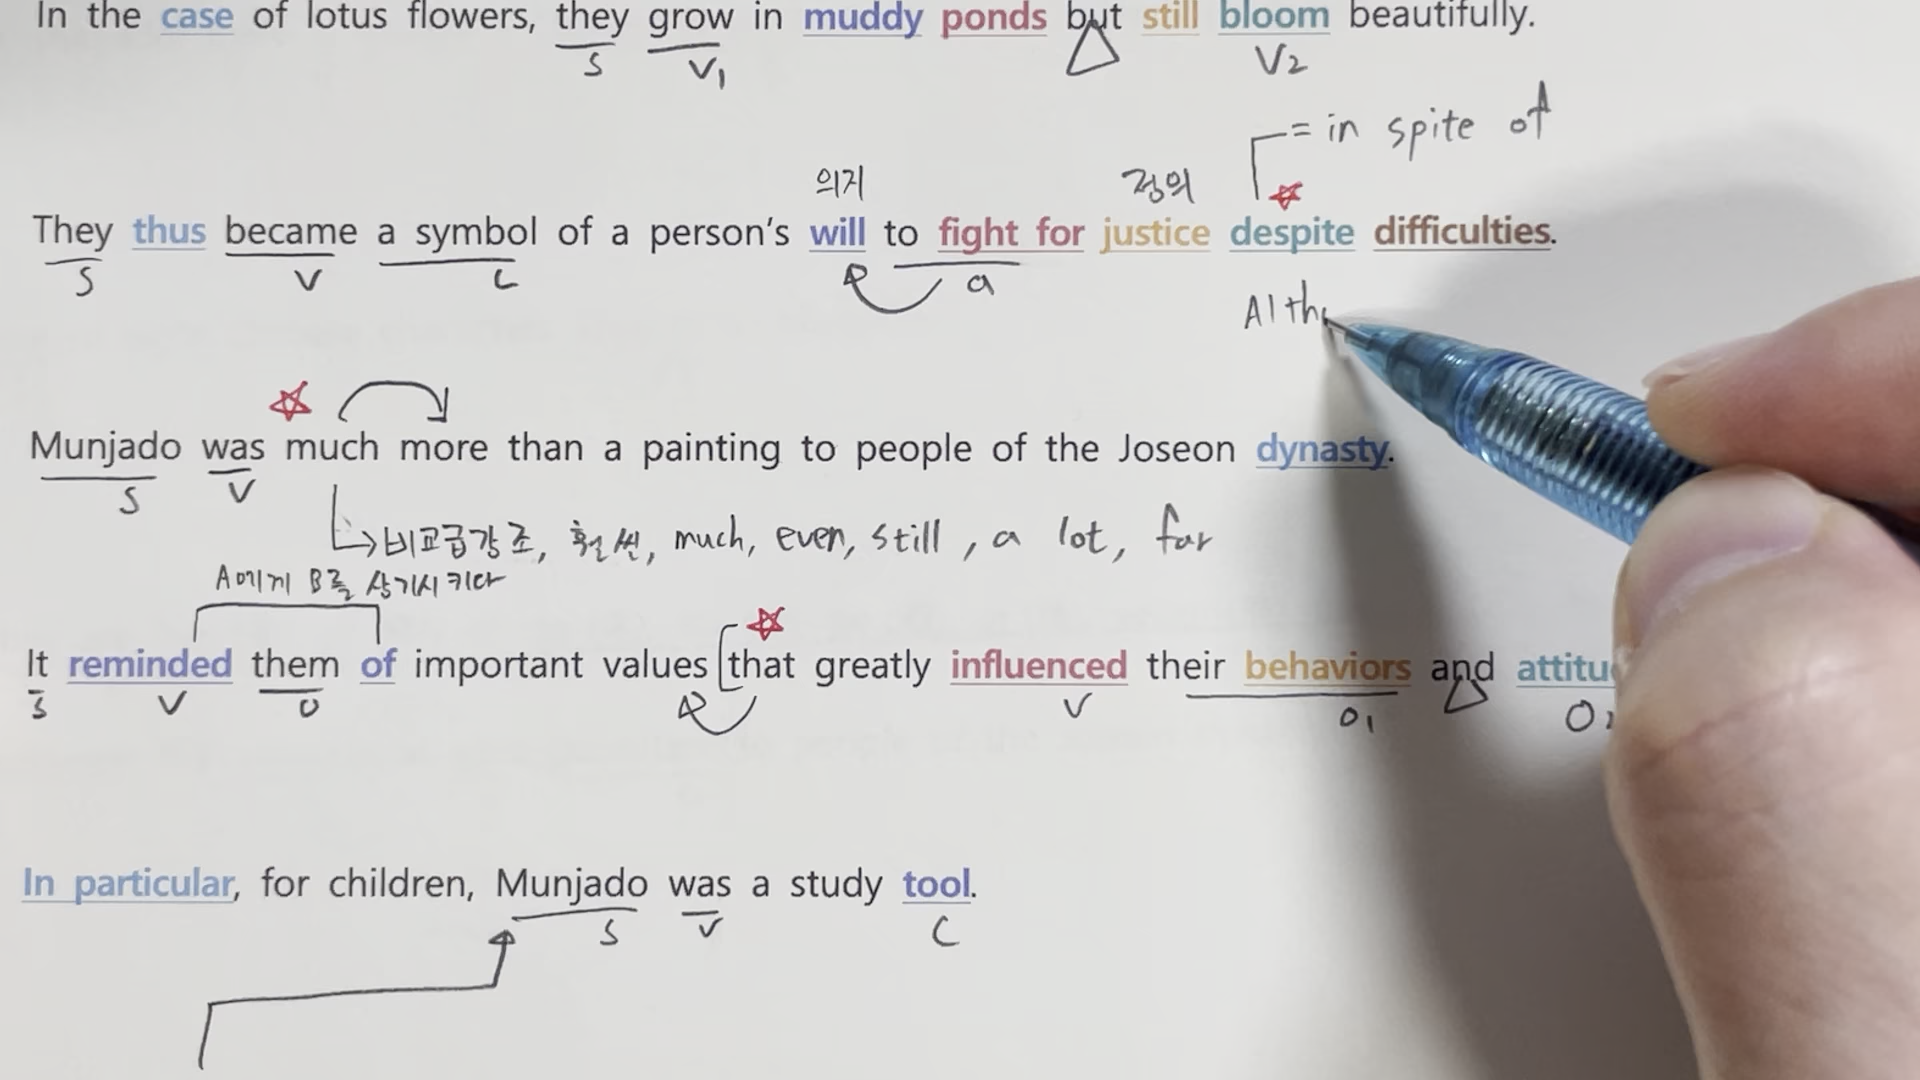 In the case of lotus flowers, they grow in muddy ponds but still bloom beautifully.
S V1 V2
= in spite of
의지 정의
They thus became a symbol of a person's will to fight for justice despite difficulties.
S V C a
Alth
Munjado was much more than a painting to people of the Joseon dynasty.
S V
비교급강조, 훨씬, much, even, still, a lot, far
A에게 B를 상기시키다
It reminded them of important values [that greatly influenced their behaviors and attitu
S V O V O1 O2
In particular, for children, Munjado was a study tool.
S V C